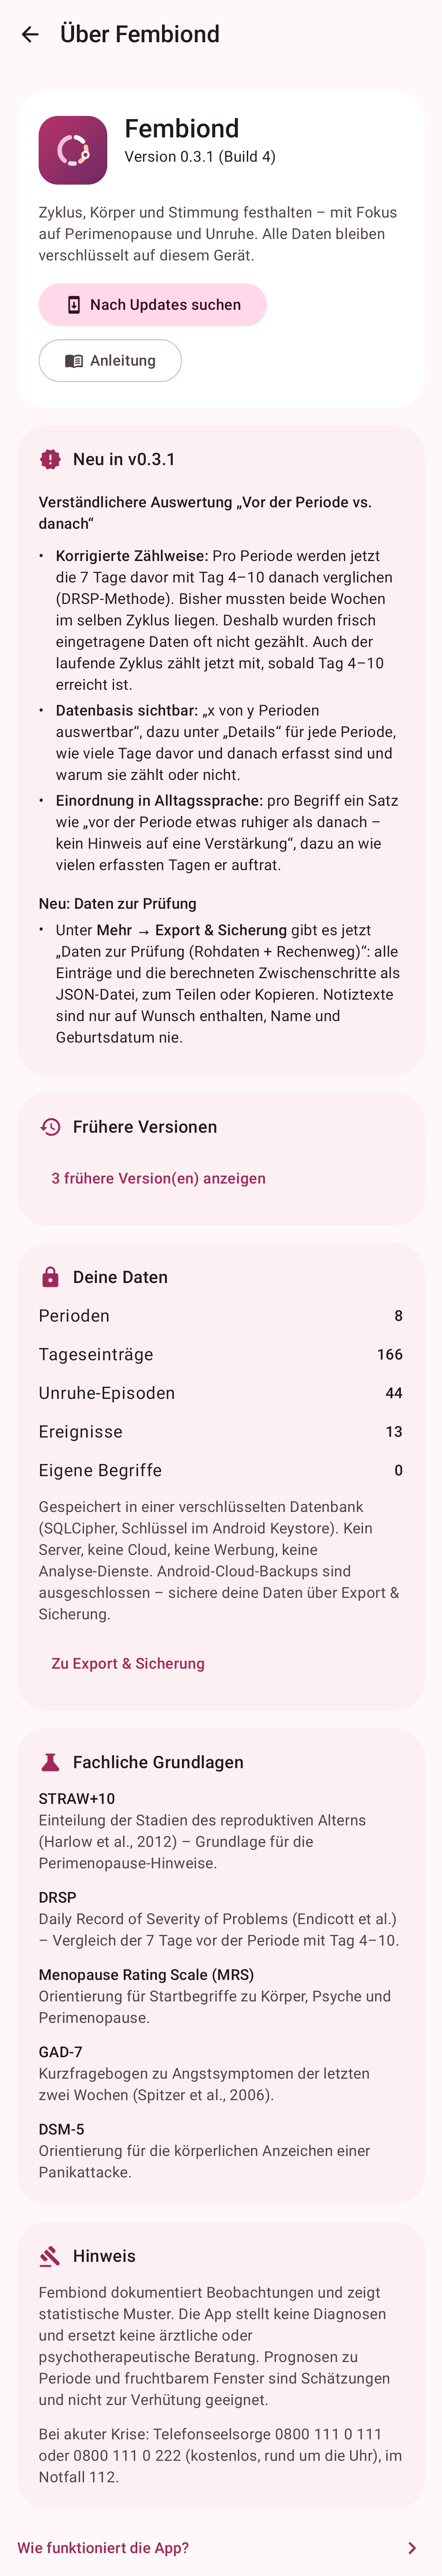 Über Fembiond
Fembiond
Version 0.3.1 (Build 4)
Zyklus, Körper und Stimmung festhalten – mit Fokus
auf Perimenopause und Unruhe. Alle Daten bleiben
verschlüsselt auf diesem Gerät.
Nach Updates suchen
Anleitung
Neu in v0.3.1
Verständlichere Auswertung „Vor der Periode vs.
danach“
• Korrigierte Zählweise: Pro Periode werden jetzt
die 7 Tage davor mit Tag 4–10 danach verglichen
(DRSP-Methode). Bisher mussten beide Wochen
im selben Zyklus liegen. Deshalb wurden frisch
eingetragene Daten oft nicht gezählt. Auch der
laufende Zyklus zählt jetzt mit, sobald Tag 4–10
erreicht ist.
• Datenbasis sichtbar: „x von y Perioden
auswertbar“, dazu unter „Details“ für jede Periode,
wie viele Tage davor und danach erfasst sind und
warum sie zählt oder nicht.
• Einordnung in Alltagssprache: pro Begriff ein Satz
wie „vor der Periode etwas ruhiger als danach –
kein Hinweis auf eine Verstärkung“, dazu an wie
vielen erfassten Tagen er auftrat.
Neu: Daten zur Prüfung
• Unter Mehr → Export & Sicherung gibt es jetzt
„Daten zur Prüfung (Rohdaten + Rechenweg)“: alle
Einträge und die berechneten Zwischenschritte als
JSON-Datei, zum Teilen oder Kopieren. Notiztexte
sind nur auf Wunsch enthalten, Name und
Geburtsdatum nie.
Frühere Versionen
3 frühere Version(en) anzeigen
Deine Daten
Perioden 8
Tageseinträge 166
Unruhe-Episoden 44
Ereignisse 13
Eigene Begriffe 0
Gespeichert in einer verschlüsselten Datenbank
(SQLCipher, Schlüssel im Android Keystore). Kein
Server, keine Cloud, keine Werbung, keine
Analyse-Dienste. Android-Cloud-Backups sind
ausgeschlossen – sichere deine Daten über Export &
Sicherung.
Zu Export & Sicherung
Fachliche Grundlagen
STRAW+10
Einteilung der Stadien des reproduktiven Alterns
(Harlow et al., 2012) – Grundlage für die
Perimenopause-Hinweise.
DRSP
Daily Record of Severity of Problems (Endicott et al.)
– Vergleich der 7 Tage vor der Periode mit Tag 4–10.
Menopause Rating Scale (MRS)
Orientierung für Startbegriffe zu Körper, Psyche und
Perimenopause.
GAD-7
Kurzfragebogen zu Angstsymptomen der letzten
zwei Wochen (Spitzer et al., 2006).
DSM-5
Orientierung für die körperlichen Anzeichen einer
Panikattacke.
Hinweis
Fembiond dokumentiert Beobachtungen und zeigt
statistische Muster. Die App stellt keine Diagnosen
und ersetzt keine ärztliche oder
psychotherapeutische Beratung. Prognosen zu
Periode und fruchtbarem Fenster sind Schätzungen
und nicht zur Verhütung geeignet.
Bei akuter Krise: Telefonseelsorge 0800 111 0 111
oder 0800 111 0 222 (kostenlos, rund um die Uhr), im
Notfall 112.
Wie funktioniert die App?